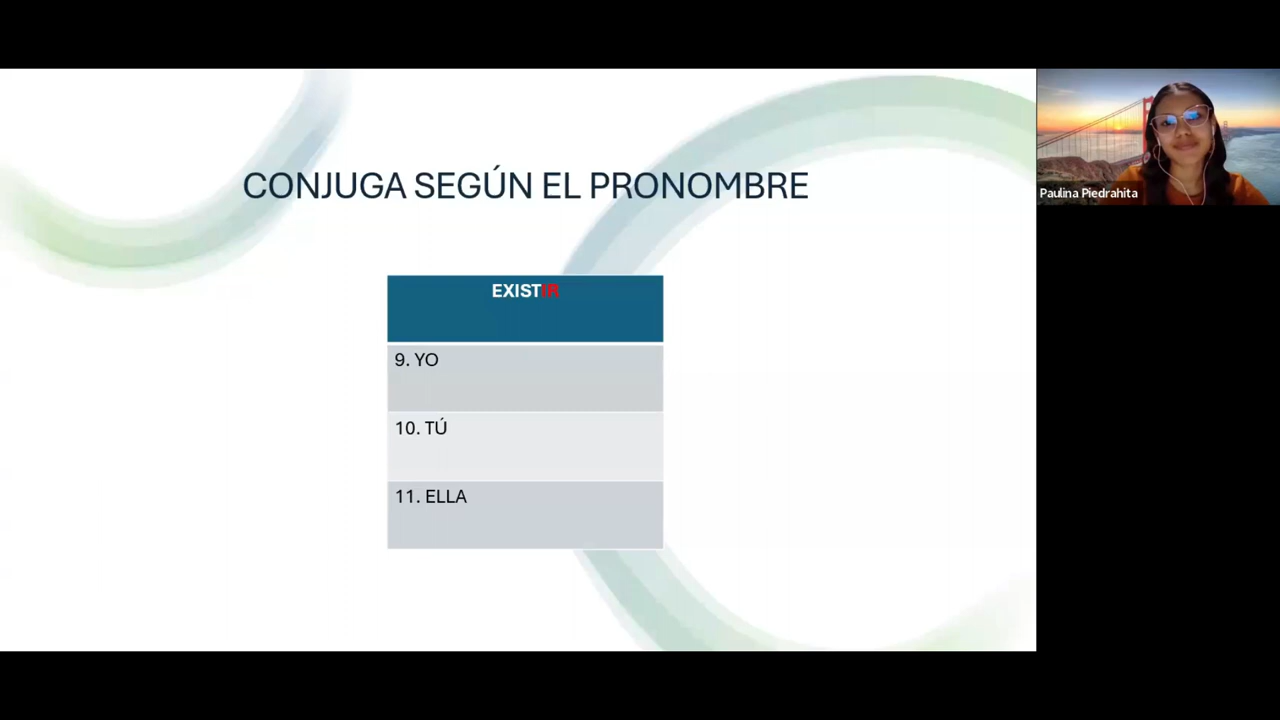 CONJUGA SEGÚN EL PRONOMBRE
EXISTIR
9. YO
10. TÚ
11. ELLA
Paulina Piedrahita